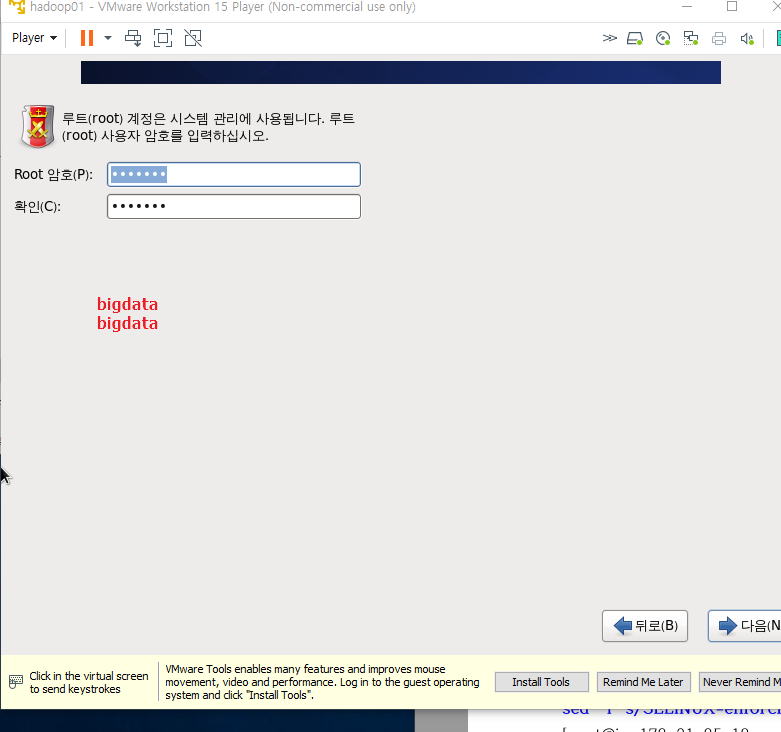 hadoop01 - VMware Workstation 15 Player (Non-commercial use only)
Player
루트(root) 계정은 시스템 관리에 사용됩니다. 루트
(root) 사용자 암호를 입력하십시오.
Root 암호(P):
•••••••
확인(C):
•••••••
bigdata
bigdata
뒤로(B)
다음(N
Click in the virtual screen
to send keystrokes
VMware Tools enables many features and improves mouse
movement, video and performance. Log in to the guest operating
system and click "Install Tools".
Install Tools
Remind Me Later
Never Remind M